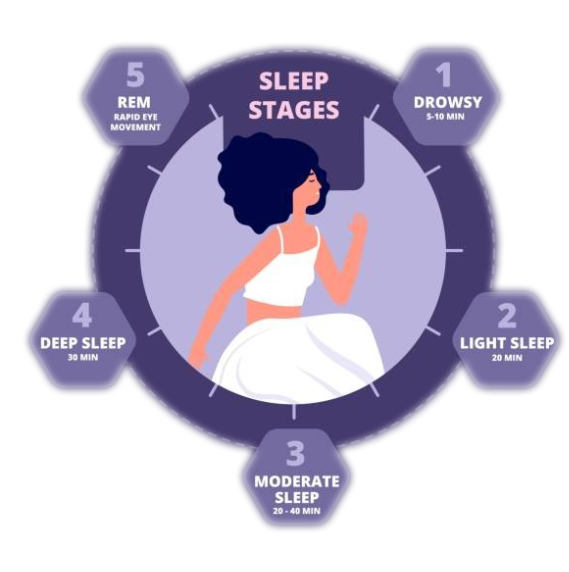 SLEEP
STAGES
1
DROWSY
5-10 MIN
2
LIGHT SLEEP
20 MIN
3
MODERATE
SLEEP
20 - 40 MIN
4
DEEP SLEEP
30 MIN
5
REM
RAPID EYE
MOVEMENT